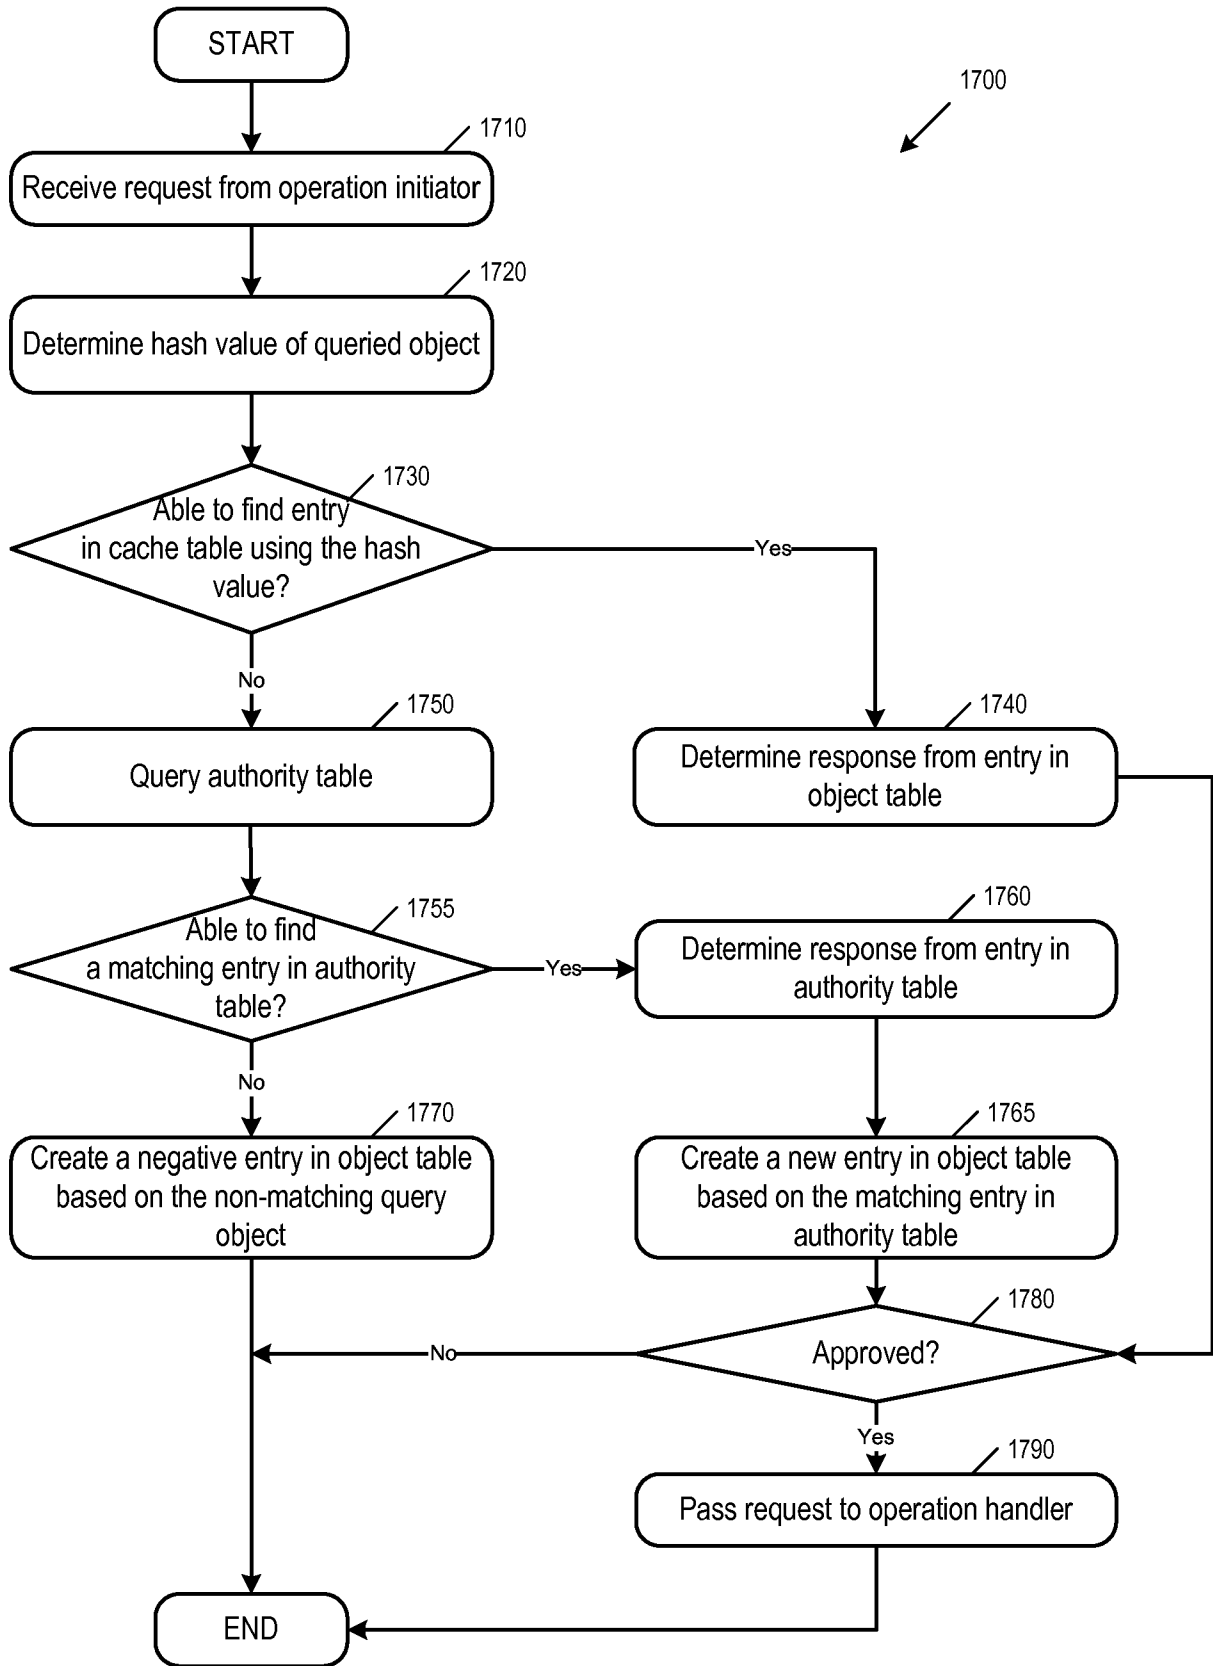 START
1700
1710
Receive request from operation initiator
1720
Determine hash value of queried object
1730
Able to find entry
in cache table using the hash
value?
Yes
No
1750
Query authority table
1740
Determine response from entry in
object table
1755
Able to find
a matching entry in authority
table?
Yes
1760
Determine response from entry in
authority table
No
1770
Create a negative entry in object table
based on the non-matching query
object
1765
Create a new entry in object table
based on the matching entry in
authority table
1780
Approved?
No
Yes
1790
Pass request to operation handler
END